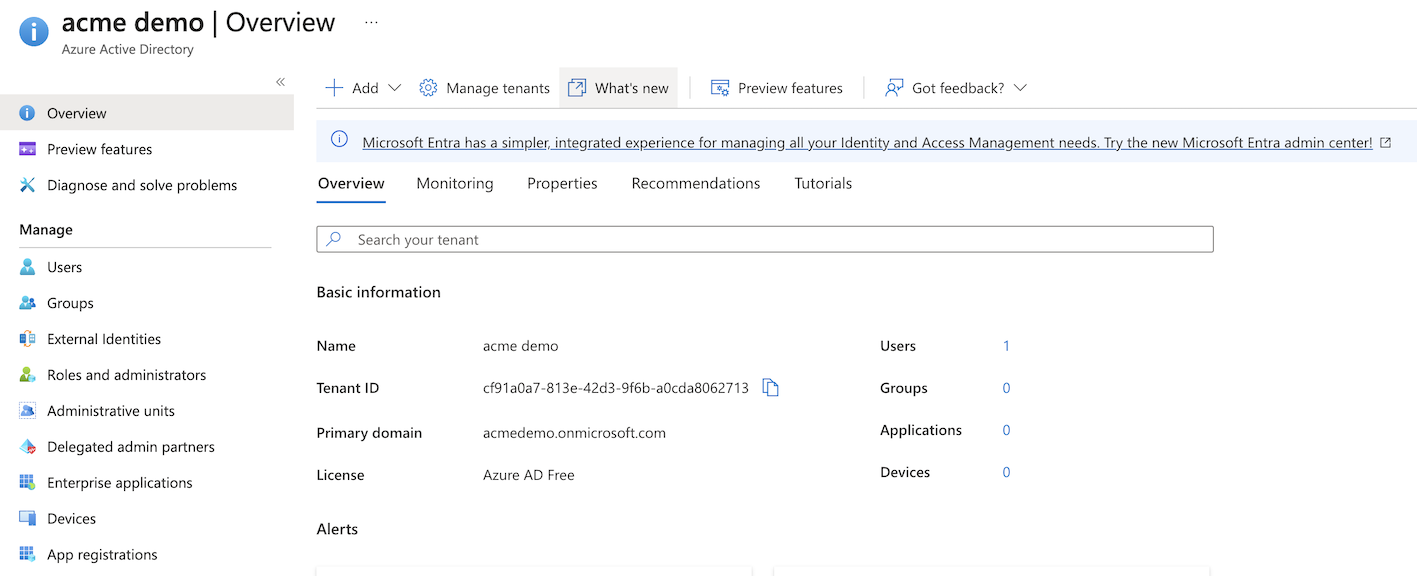 acme demo | Overview ...
Azure Active Directory
«
Overview
Preview features
Diagnose and solve problems
Manage
Users
Groups
External Identities
Roles and administrators
Administrative units
Delegated admin partners
Enterprise applications
Devices
App registrations
Add Manage tenants What's new Preview features Got feedback?
Microsoft Entra has a simpler, integrated experience for managing all your Identity and Access Management needs. Try the new Microsoft Entra admin center!
Overview Monitoring Properties Recommendations Tutorials
Search your tenant
Basic information
Name acme demo Users 1
Tenant ID cf91a0a7-813e-42d3-9f6b-a0cda8062713 Groups 0
Primary domain acmedemo.onmicrosoft.com Applications 0
License Azure AD Free Devices 0
Alerts